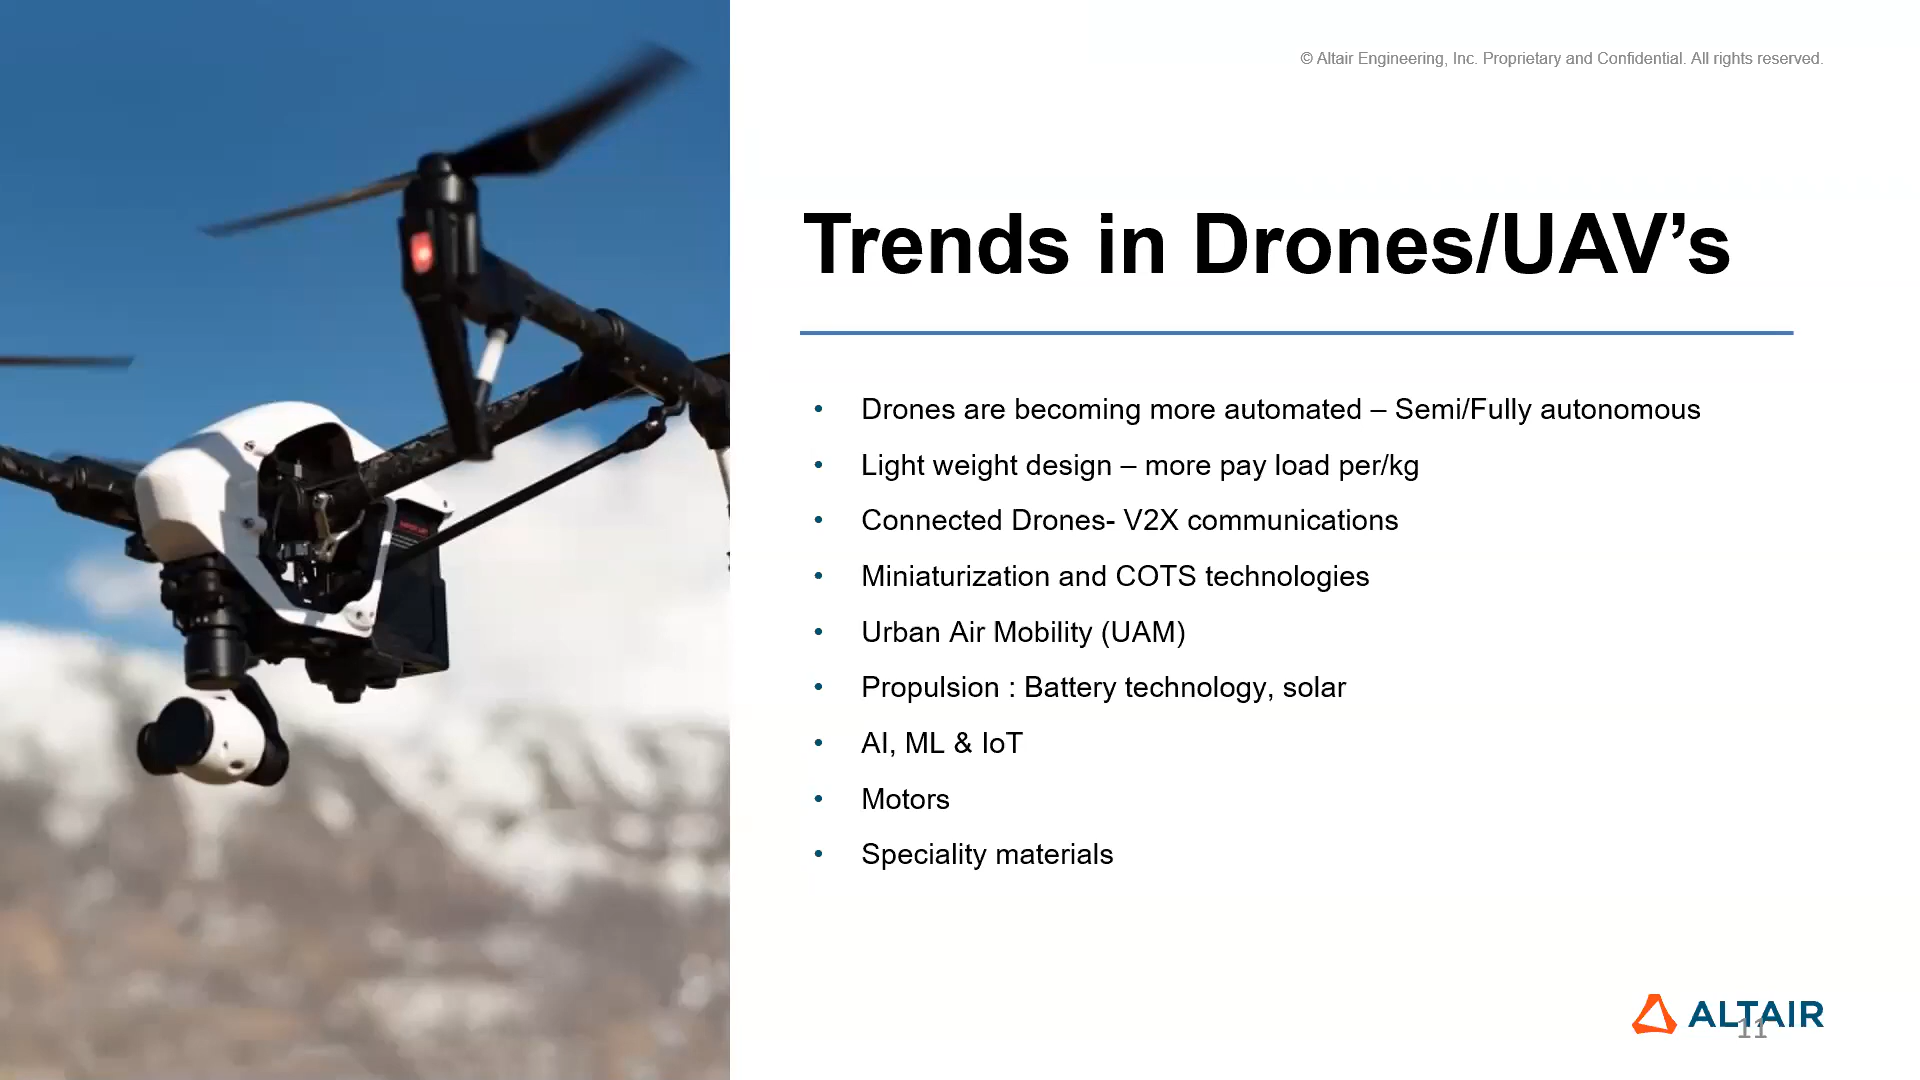 © Altair Engineering, Inc. Proprietary and Confidential. All rights reserved.
Trends in Drones/UAV’s
• Drones are becoming more automated – Semi/Fully autonomous
• Light weight design – more pay load per/kg
• Connected Drones- V2X communications
• Miniaturization and COTS technologies
• Urban Air Mobility (UAM)
• Propulsion : Battery technology, solar
• AI, ML & IoT
• Motors
• Speciality materials
ALTAIR
11